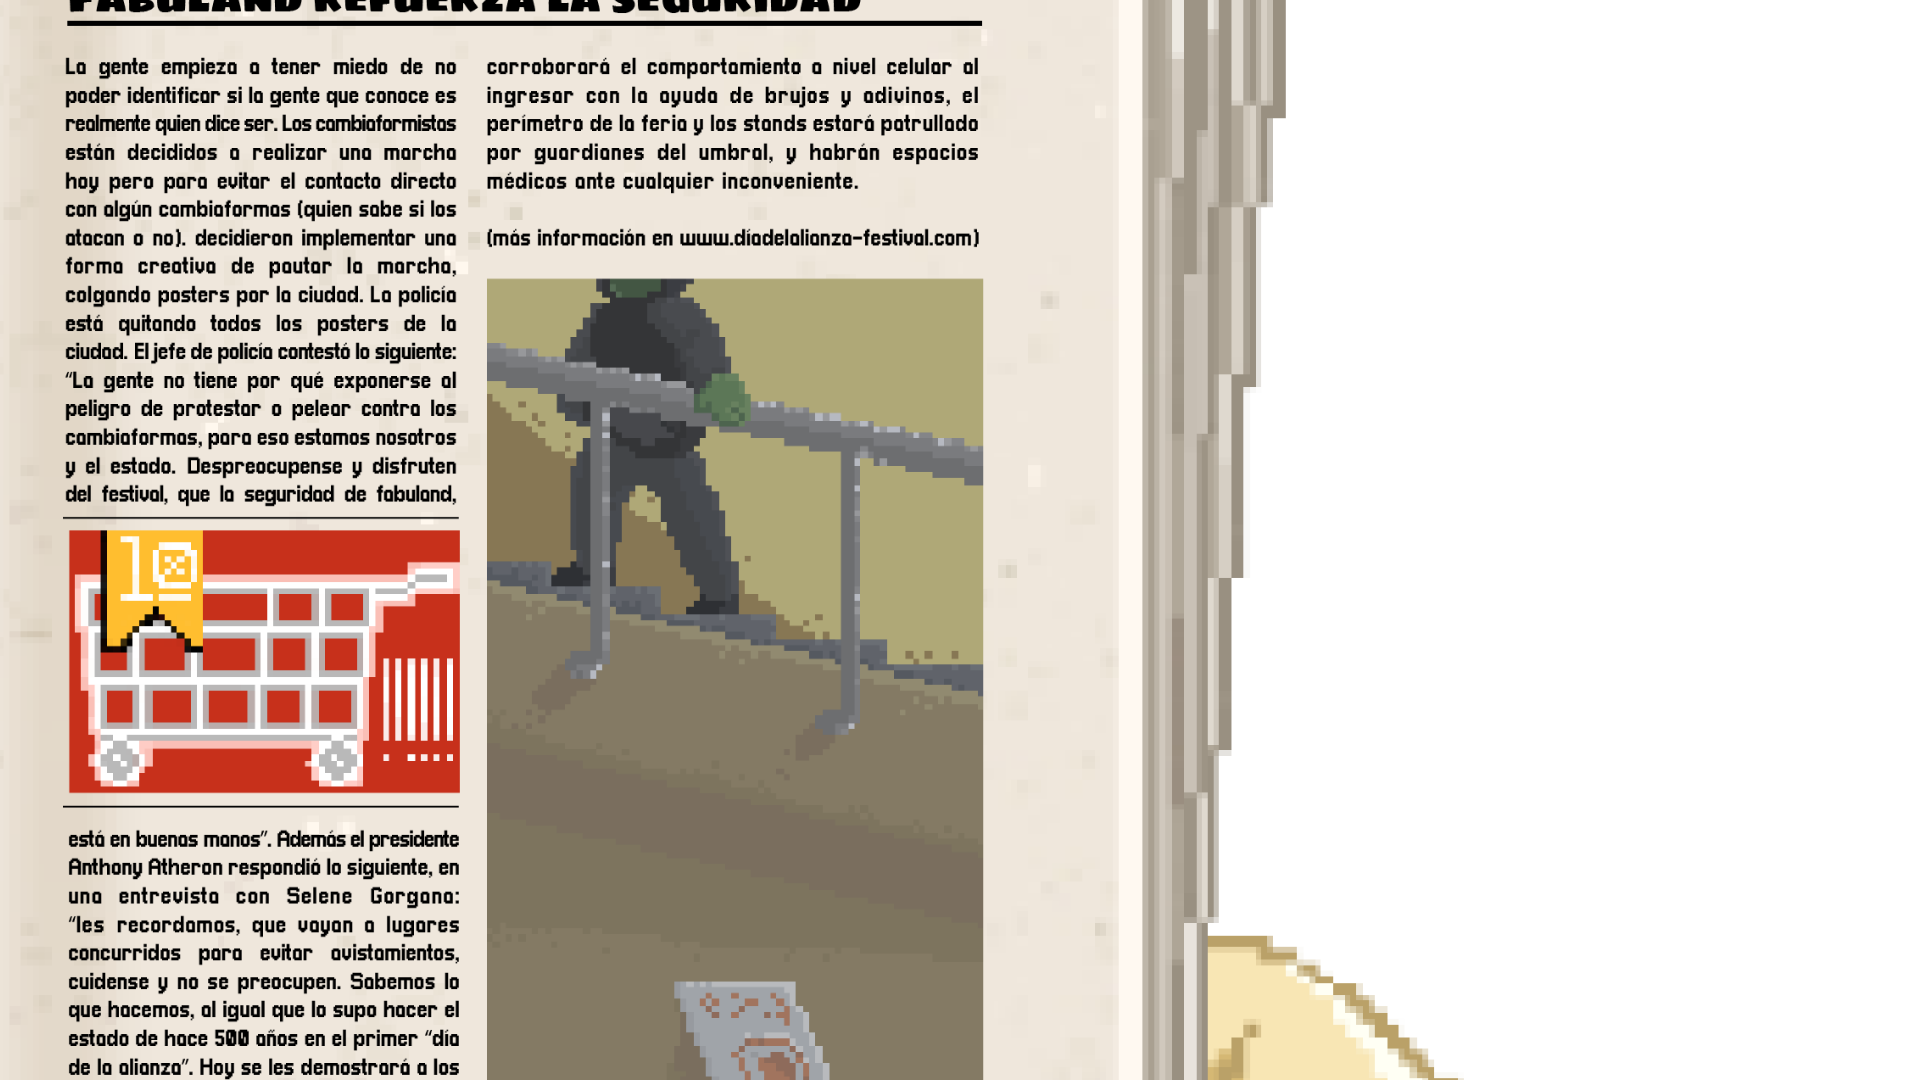 FABULAND REFUERZA LA SEGURIDAD
La gente empieza a tener miedo de no
poder identificar si la gente que conoce es
realmente quien dice ser. Los cambiaformistas
están decididos a realizar una marcha
hoy pero para evitar el contacto directo
con algún cambiaformas (quien sabe si los
atacan o no). decidieron implementar una
forma creativa de pautar la marcha,
colgando posters por la ciudad. La policía
está quitando todos los posters de la
ciudad. El jefe de policía contestó lo siguiente:
“La gente no tiene por qué exponerse al
peligro de protestar o pelear contra los
cambiaformas, para eso estamos nosotros
y el estado. Despreocupense y disfruten
del festival, que la seguridad de fabuland,
10
está en buenas manos”. Además el presidente
Anthony Atheron respondió lo siguiente, en
una entrevista con Selene Gorgana:
“les recordamos, que vayan a lugares
concurridos para evitar avistamientos,
cuidense y no se preocupen. Sabemos lo
que hacemos, al igual que lo supo hacer el
estado de hace 500 años en el primer “día
de la alianza”. Hoy se les demostrará a los
corroborará el comportamiento a nivel celular al
ingresar con la ayuda de brujos y adivinos, el
perímetro de la feria y los stands estará patrullado
por guardianes del umbral, y habrán espacios
médicos ante cualquier inconveniente.
(más información en www.díadelalianza-festival.com)